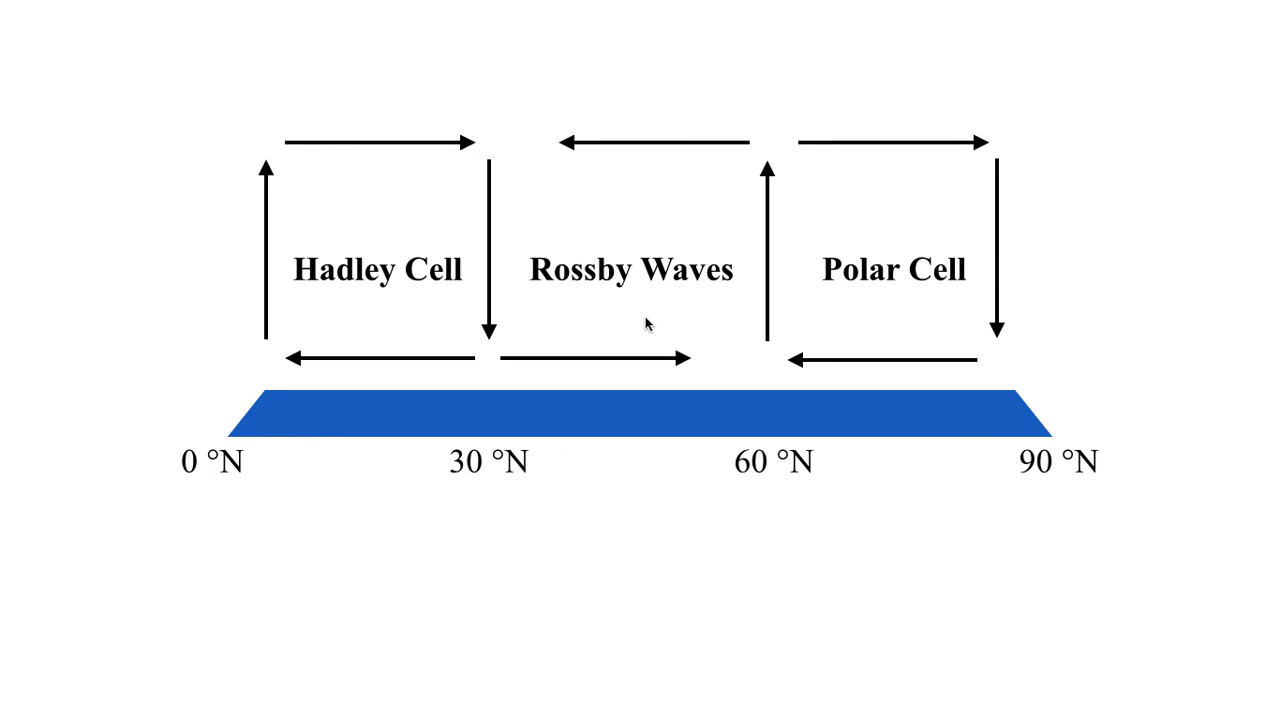 Hadley Cell
Rossby Waves
Polar Cell
0 °N
30 °N
60 °N
90 °N